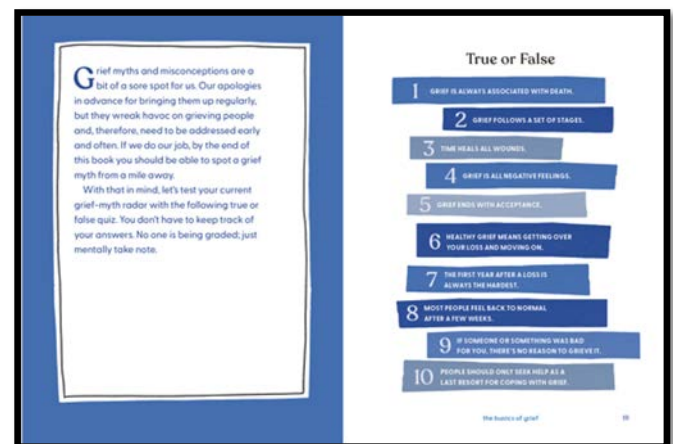 Grief myths and misconceptions are a
bit of a sore spot for us. Our apologies
in advance for bringing them up regularly,
but they wreak havoc on grieving people
and, therefore, need to be addressed early
and often. If we do our job, by the end of
this book you should be able to spot a grief
myth from a mile away.
With that in mind, let's test your current
grief-myth radar with the following true or
false quiz. You don't have to keep track of
your answers. No one is being graded; just
mentally take note.
True or False
1 GRIEF IS ALWAYS ASSOCIATED WITH DEATH.
2 GRIEF FOLLOWS A SET OF STAGES.
3 TIME HEALS ALL WOUNDS.
4 GRIEF IS ALL NEGATIVE FEELINGS.
5 GRIEF ENDS WITH ACCEPTANCE.
6 HEALTHY GRIEF MEANS GETTING OVER
YOUR LOSS AND MOVING ON.
7 THE FIRST YEAR AFTER A LOSS IS
ALWAYS THE HARDEST.
8 MOST PEOPLE FEEL BACK TO NORMAL
AFTER A FEW WEEKS.
9 IF SOMEONE OR SOMETHING WAS BAD
FOR YOU, THERE'S NO REASON TO GRIEVE IT.
10 PEOPLE SHOULD ONLY SEEK HELP AS A
LAST RESORT FOR COPING WITH GRIEF.
the basics of grief